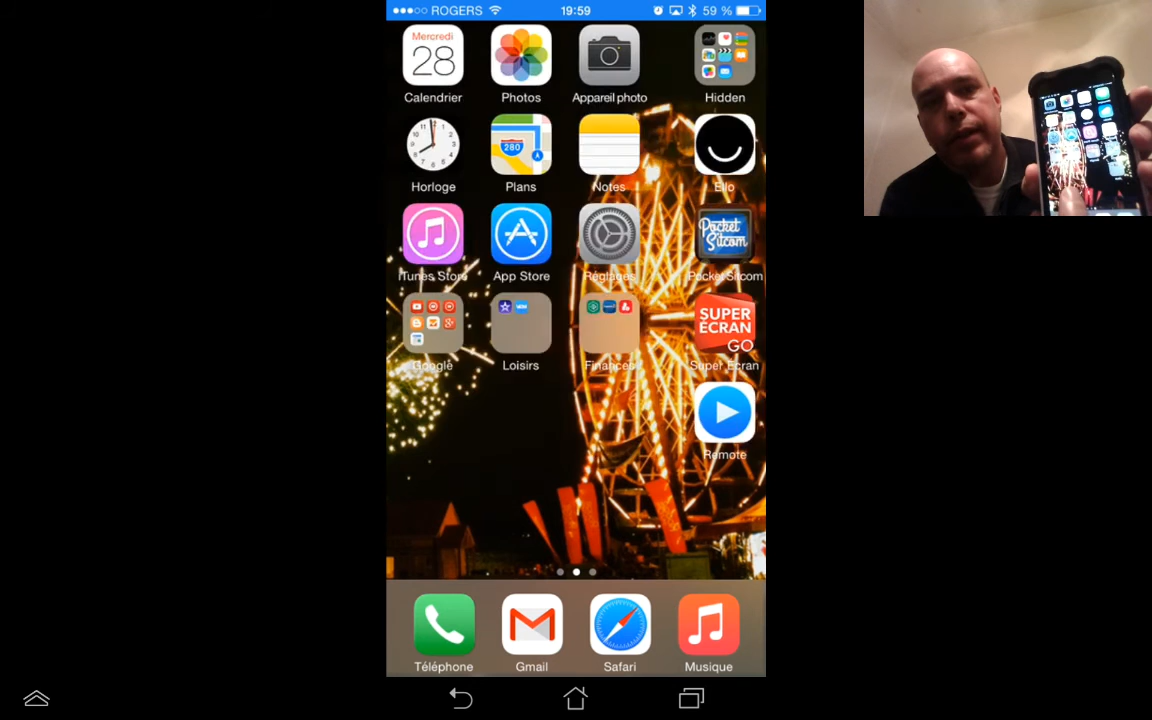 ROGERS 19:59 59 %
Mercredi
28
Calendrier Photos Appareil photo Hidden
280
Horloge Plans Notes Ello
Pocket
Sitcom
iTunes Store App Store Réglages Pocket Sitcom
SUPER
ÉCRAN
GO
Google Loisirs Finances Super Écran
Remote
Téléphone Gmail Safari Musique